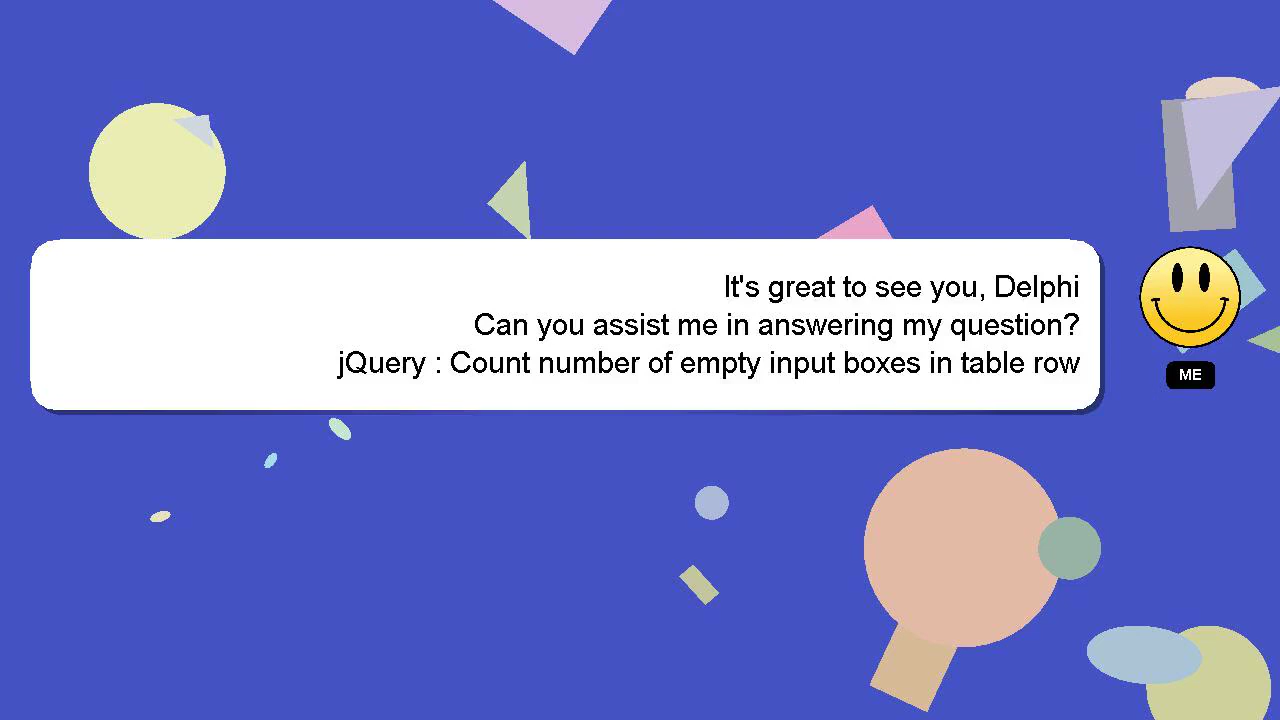 It's great to see you, Delphi
Can you assist me in answering my question?
jQuery : Count number of empty input boxes in table row
ME